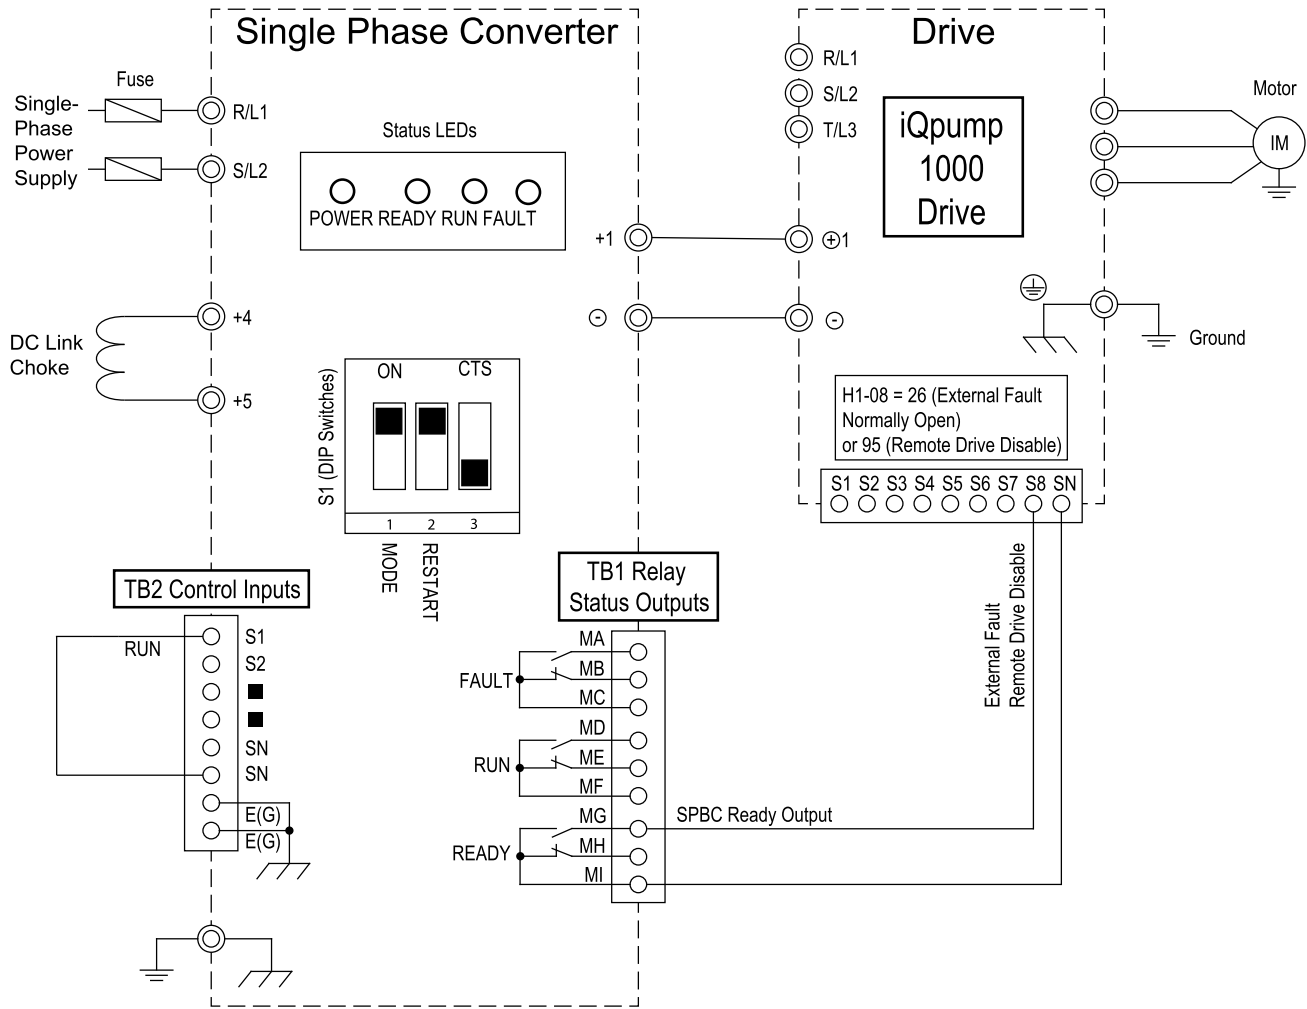 Single Phase Converter
Drive
Fuse
Single-
Phase
Power
Supply
R/L1
S/L2
Status LEDs
POWER READY RUN FAULT
+1
-
R/L1
S/L2
T/L3
iQpump
1000
Drive
Motor
IM
+1
-
Ground
DC Link
Choke
+4
+5
S1 (DIP Switches)
ON
CTS
1
2
3
MODE
RESTART
H1-08 = 26 (External Fault
Normally Open)
or 95 (Remote Drive Disable)
S1 S2 S3 S4 S5 S6 S7 S8 SN
External Fault
Remote Drive Disable
TB2 Control Inputs
RUN
S1
S2
SN
SN
E(G)
E(G)
TB1 Relay
Status Outputs
FAULT
MA
MB
MC
RUN
MD
ME
MF
READY
MG
MH
MI
SPBC Ready Output